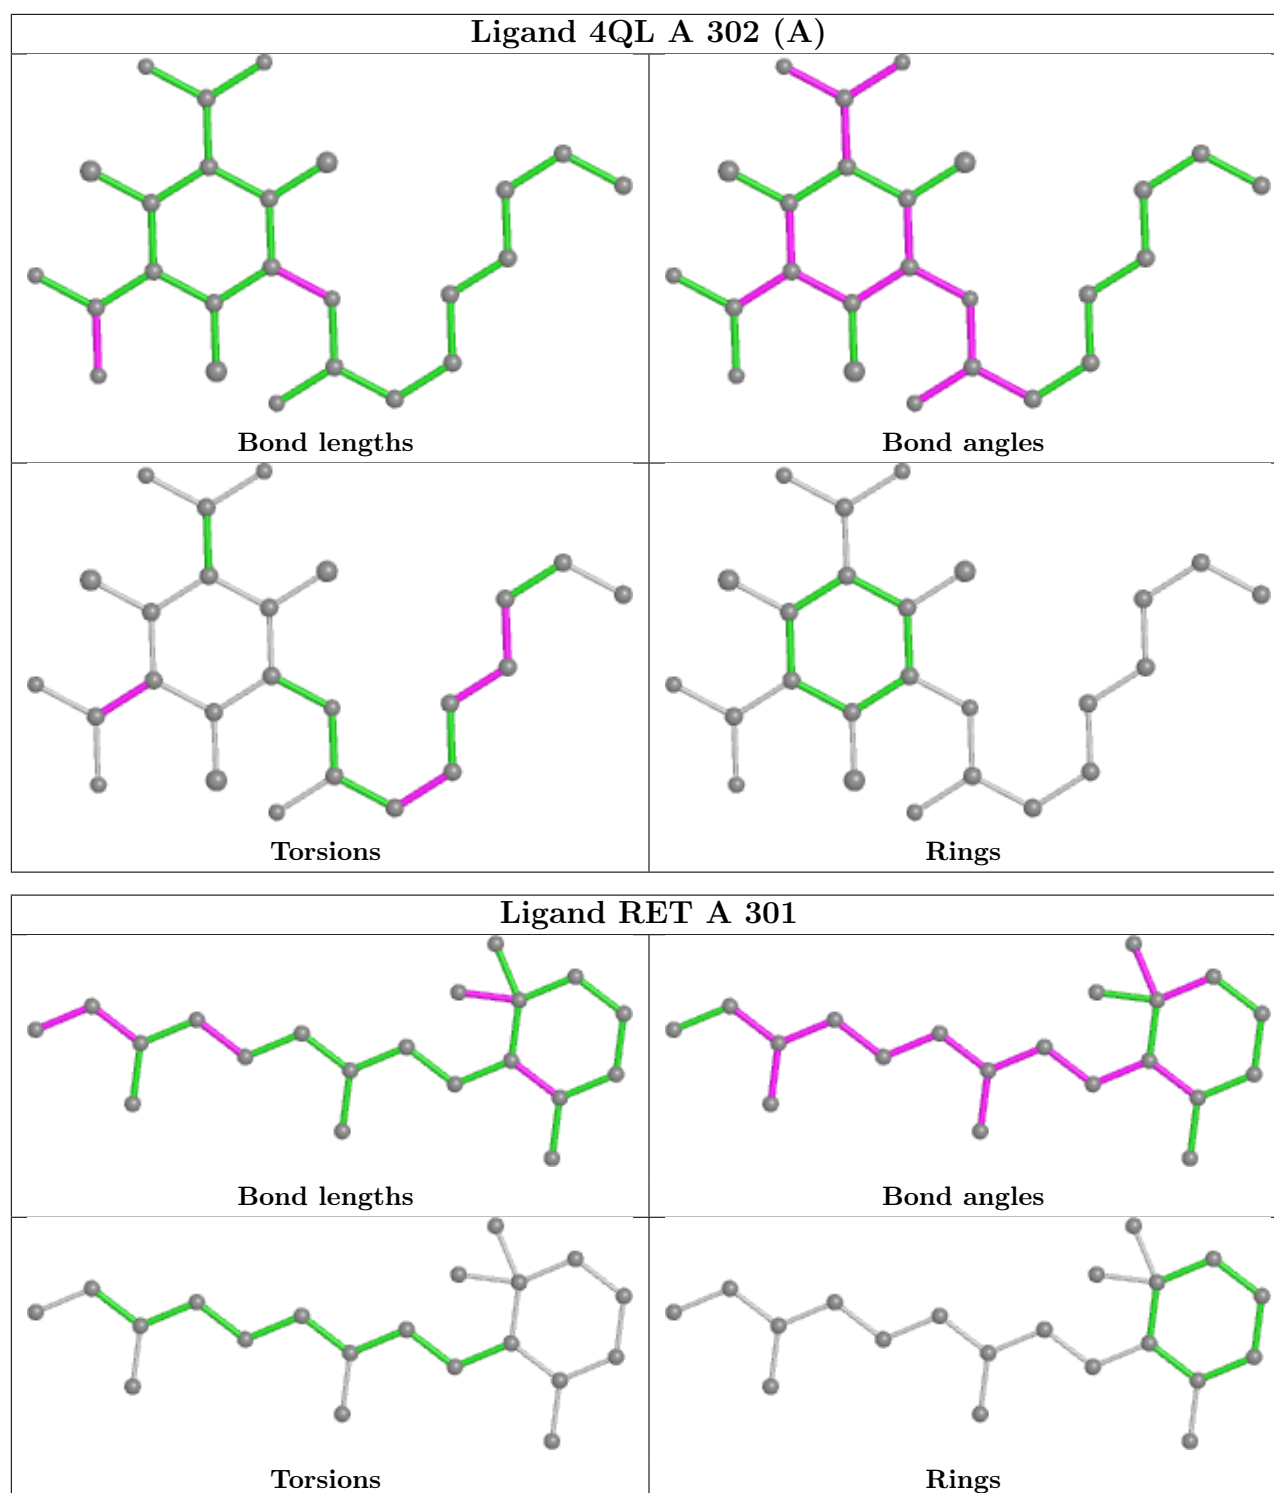 Ligand 4QL A 302 (A)
Bond lengths
Bond angles
Torsions
Rings
Ligand RET A 301
Bond lengths
Bond angles
Torsions
Rings